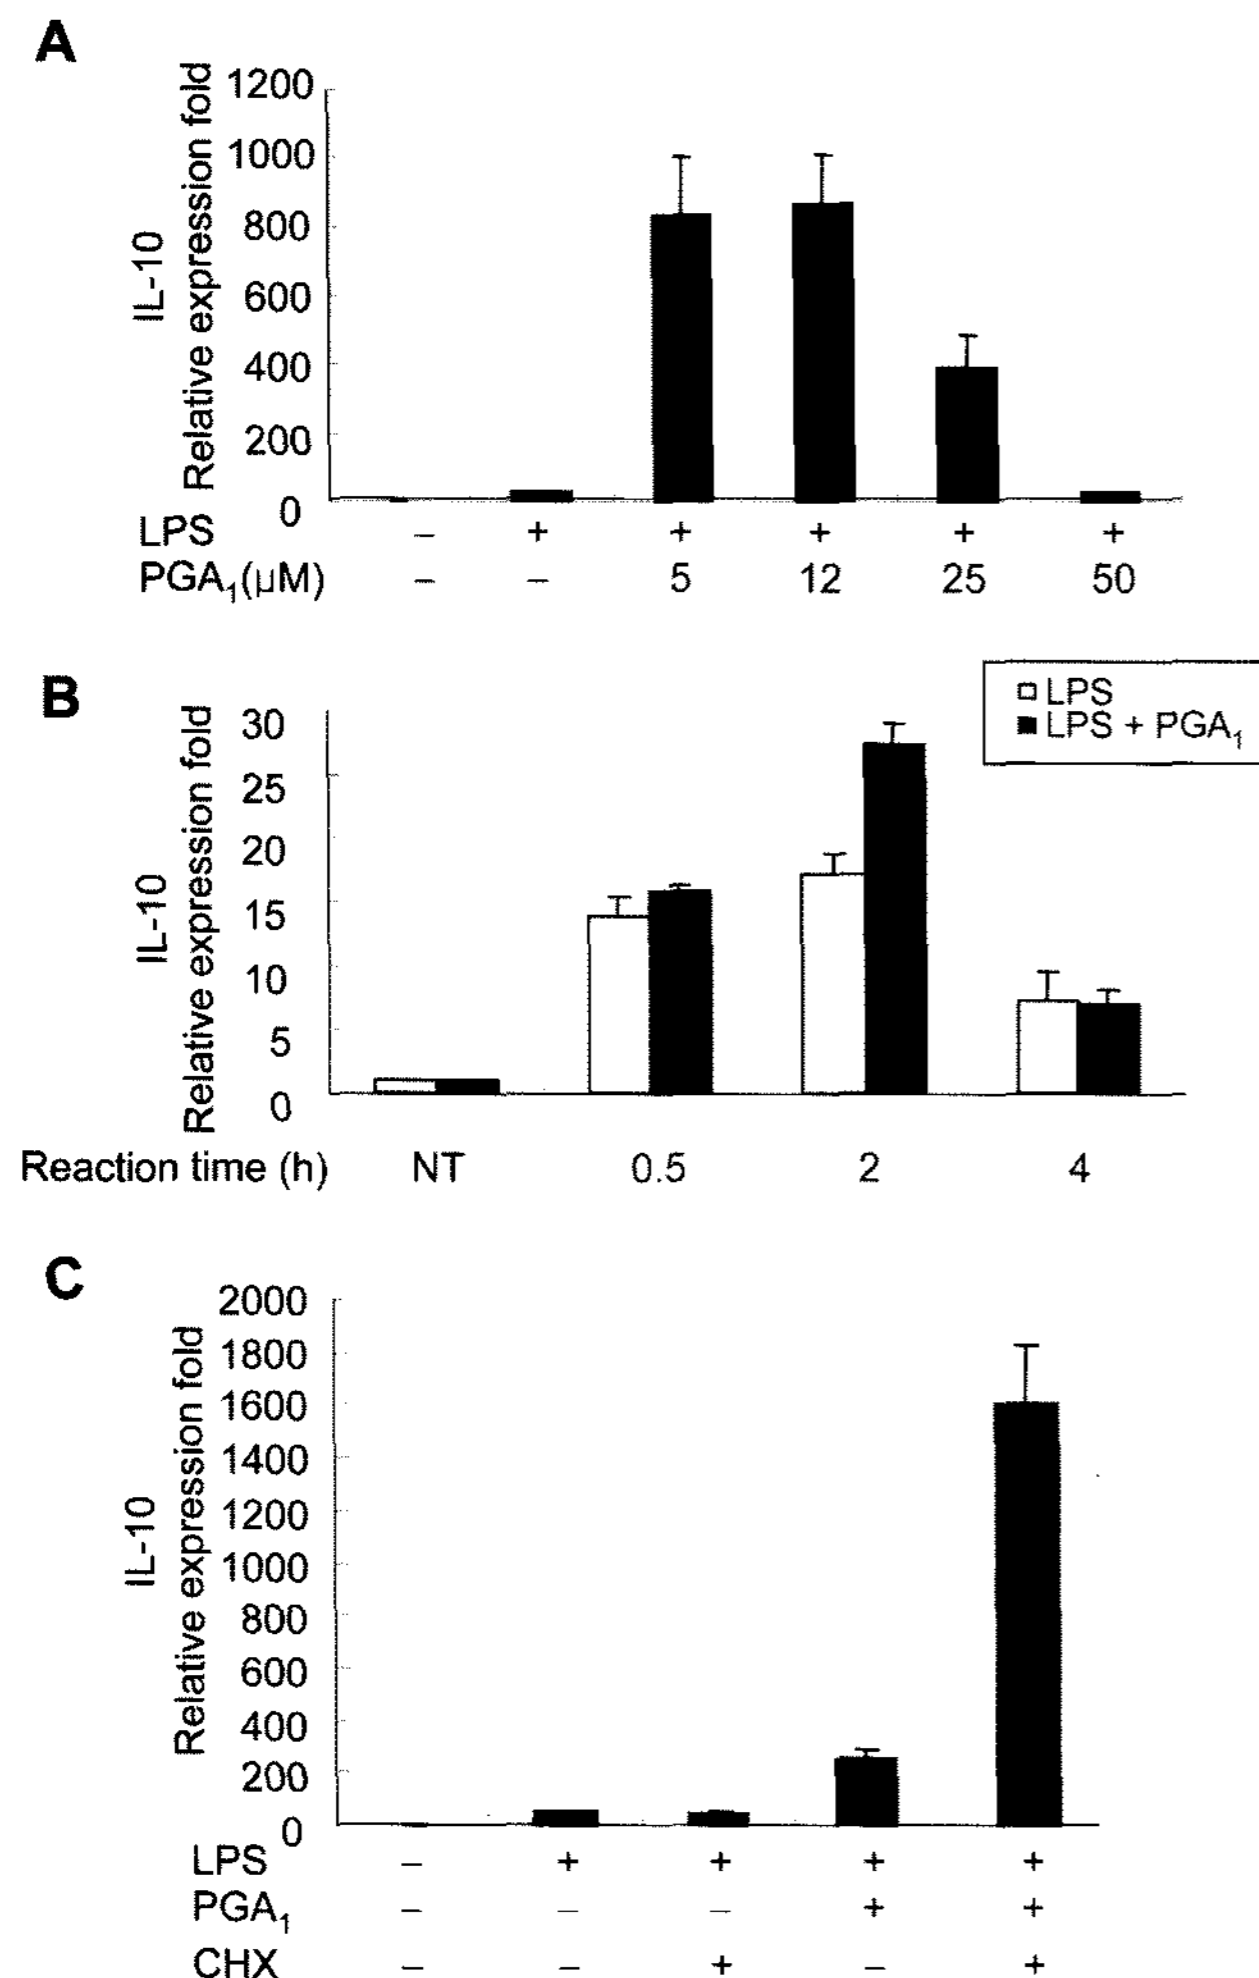 A
IL-10
Relative expression fold
1200
1000
800
600
400
200
0
LPS – + + + + +
PGA₁(μM) – – 5 12 25 50
B
LPS
LPS + PGA₁
IL-10
Relative expression fold
30
25
20
15
10
5
0
Reaction time (h) NT 0.5 2 4
C
IL-10
Relative expression fold
2000
1800
1600
1400
1200
1000
800
600
400
200
0
LPS – + + + +
PGA₁ – – – + +
CHX – – + – +